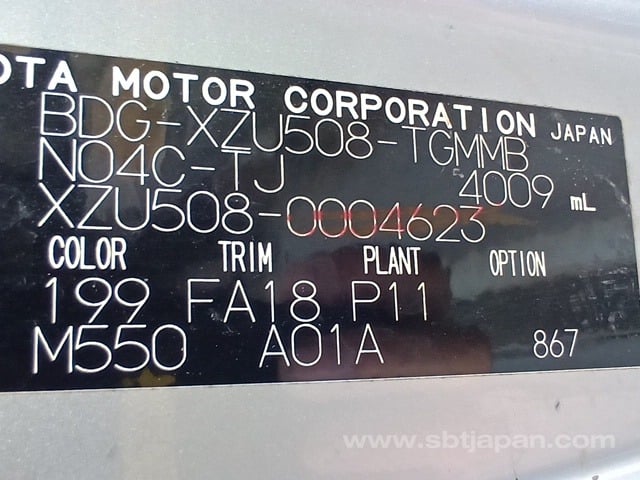 OTA MOTOR CORPORATION JAPAN
BDG-XZU508-TGMMB
N04C-TJ 4009 mL
XZU508-0004623
COLOR TRIM PLANT OPTION
199 FA18 P11
M550 A01A 867
www.sbtjapan.com